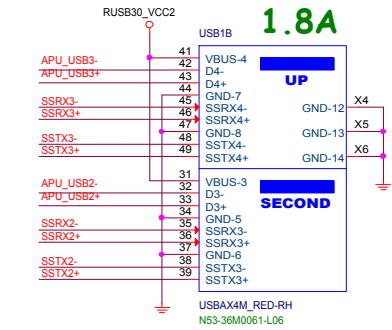 RUSB30_VCC2
USB1B
1.8A
41 VBUS-4
APU_USB3- 42 D4-
APU_USB3+ 43 D4+
44 GND-7
SSRX3- 45 SSRX4-
SSRX3+ 46 SSRX4+
47 GND-8
SSTX3- 48 SSTX4-
SSTX3+ 49 SSTX4+
UP
GND-12 X4
GND-13 X5
GND-14 X6
31 VBUS-3
APU_USB2- 32 D3-
APU_USB2+ 33 D3+
34 GND-5
SSRX2- 35 SSRX3-
SSRX2+ 36 SSRX3+
37 GND-6
SSTX2- 38 SSTX3-
SSTX2+ 39 SSTX3+
SECOND
USBAX4M_RED-RH
N53-36M0061-L06